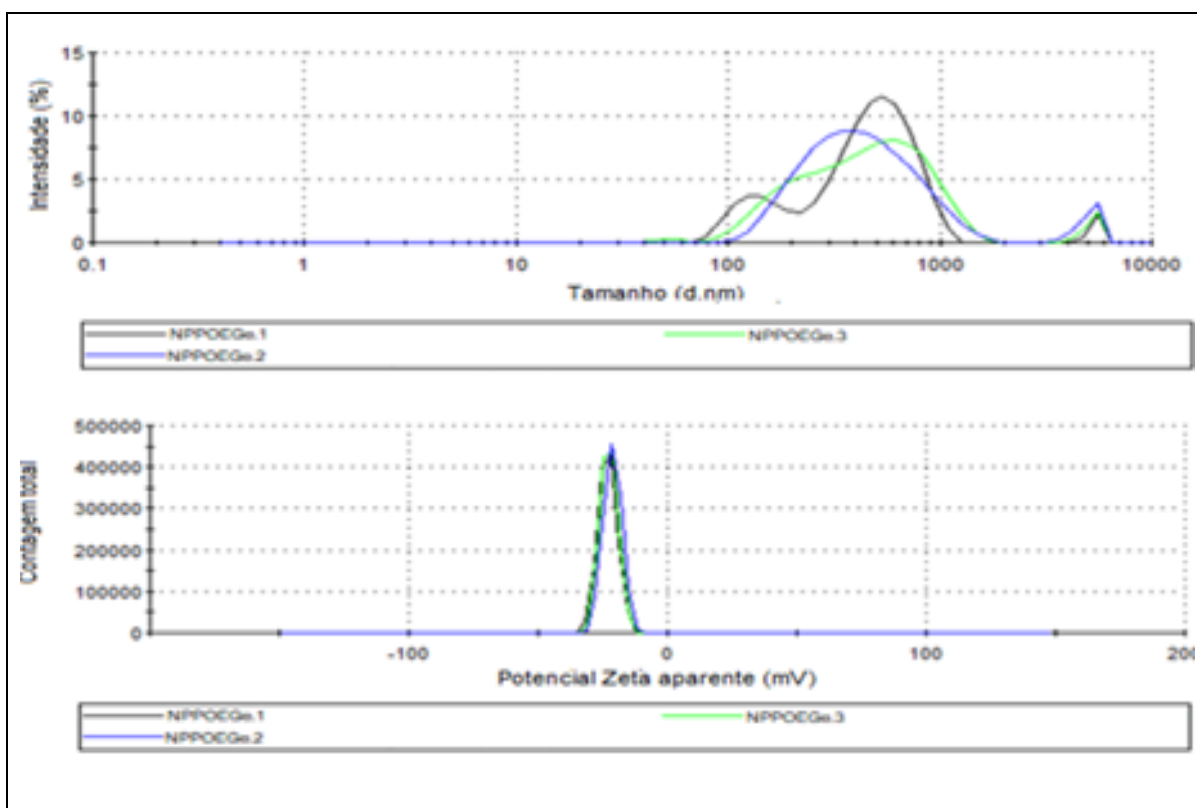 15
10
5
0
Intensidade (%)
0.1 1 10 100 1000 10000
Tamanho (d.nm)
NPPOEGe.1 NPPOEGe.3
NPPOEGe.2
500000
400000
300000
200000
100000
0
Contagem total
-100 0 100 200
Potencial Zeta aparente (mV)
NPPOEGe.1 NPPOEGe.3
NPPOEGe.2